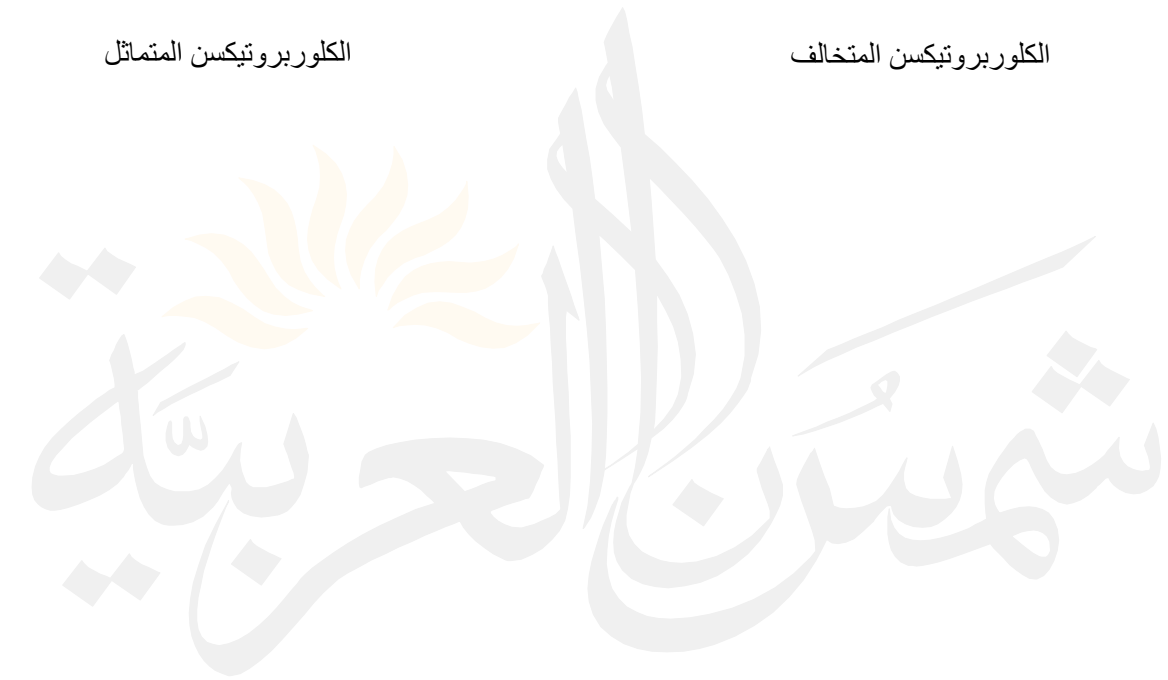 الكلوربروتيكسن المتخالف
الكلوربروتيكسن المتماثل
شمس العربية